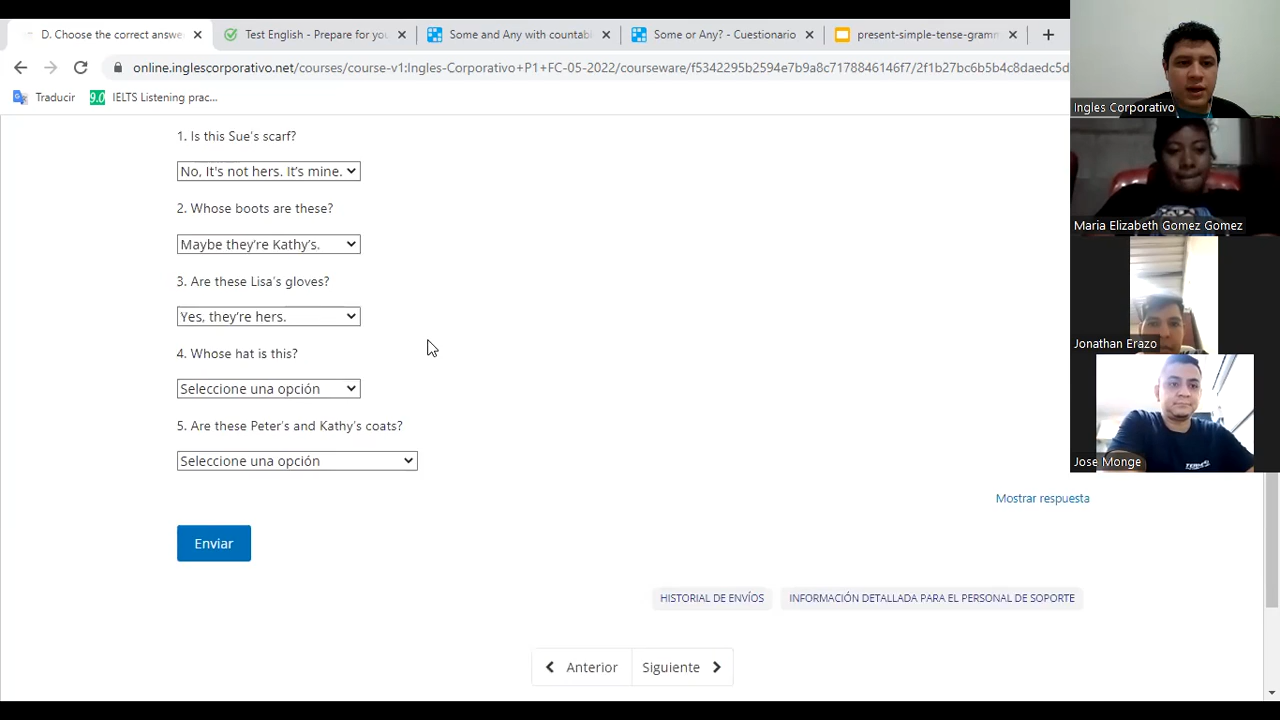 D. Choose the correct answe
Test English - Prepare for you
Some and Any with countab
Some or Any? - Cuestionario
present-simple-tense-gramm
online.inglescorporativo.net/courses/course-v1:Ingles-Corporativo+P1+FC-05-2022/courseware/f5342295b2594e7b9a8c7178846146f7/2f1b27bc6b5b4c8daedc5d
Traducir
9.0 IELTS Listening prac...
1. Is this Sue's scarf?
No, It's not hers. It's mine.
2. Whose boots are these?
Maybe they're Kathy's.
3. Are these Lisa's gloves?
Yes, they're hers.
4. Whose hat is this?
Seleccione una opción
5. Are these Peter's and Kathy's coats?
Seleccione una opción
Mostrar respuesta
Enviar
HISTORIAL DE ENVÍOS
INFORMACIÓN DETALLADA PARA EL PERSONAL DE SOPORTE
Anterior
Siguiente
Ingles Corporativo
Maria Elizabeth Gomez Gomez
Jonathan Erazo
Jose Monge